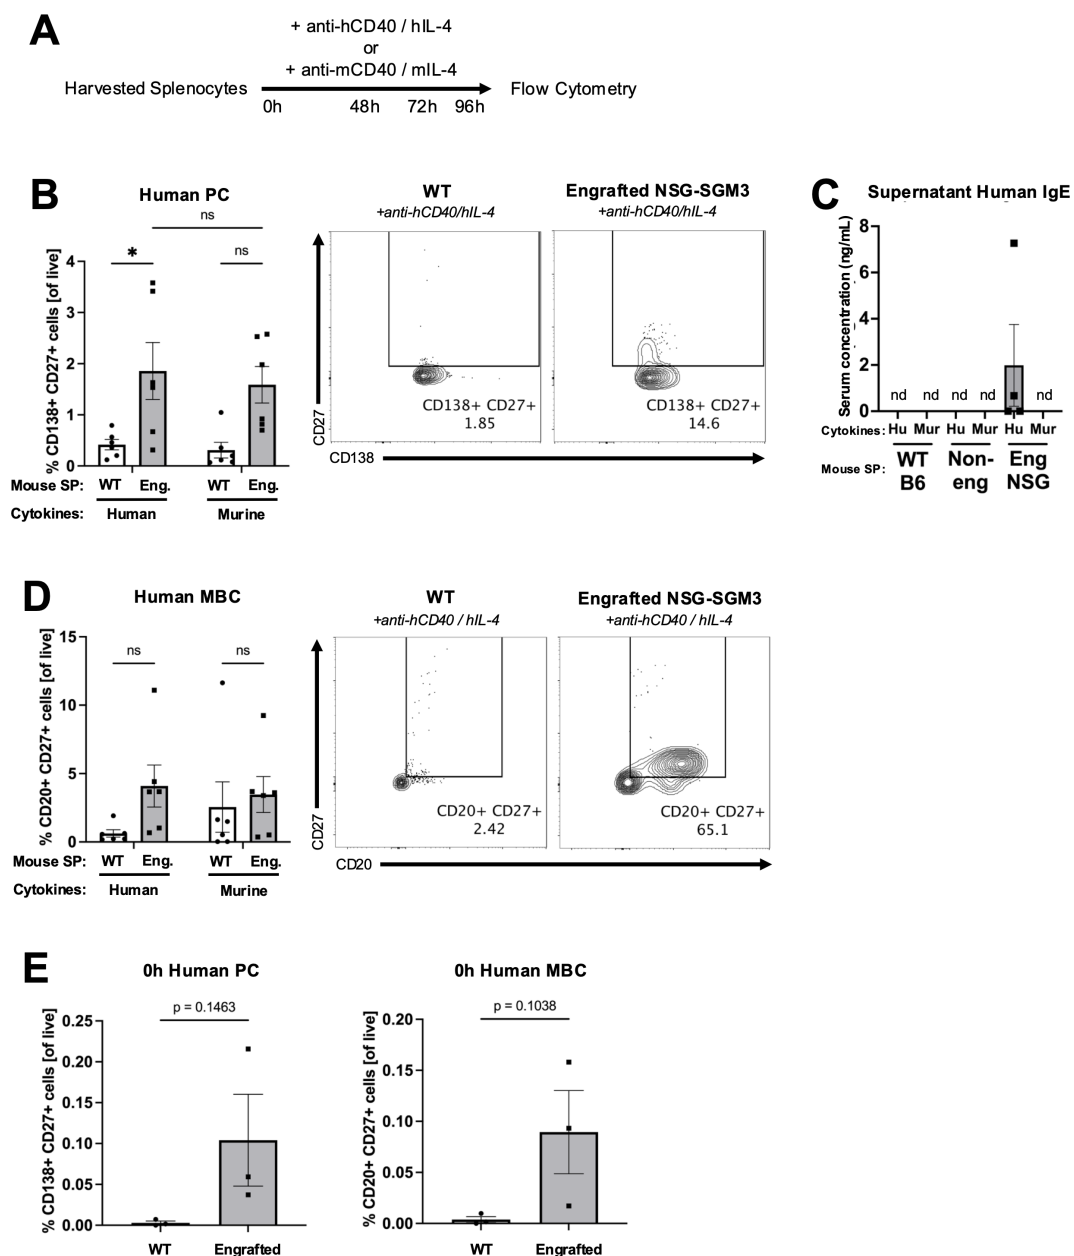 A
+ anti-hCD40 / hIL-4
or
+ anti-mCD40 / mIL-4
Harvested Splenocytes
Flow Cytometry
0h 48h 72h 96h
B
Human PC
ns
* ns
% CD138+ CD27+ cells [of live]
4
3
2
1
0
Mouse SP: WT Eng. WT Eng.
Cytokines: Human Murine
WT
+anti-hCD40/hIL-4
CD138+ CD27+
1.85
Engrafted NSG-SGM3
+anti-hCD40/hIL-4
CD138+ CD27+
14.6
CD27
CD138
C
Supernatant Human IgE
Serum concentration (ng/mL)
8
6
4
2
0
nd nd nd nd nd
Cytokines: Hu Mur Hu Mur Hu Mur
Mouse SP: WT B6 Non-eng Eng NSG
D
Human MBC
ns ns
% CD20+ CD27+ cells [of live]
15
10
5
0
Mouse SP: WT Eng. WT Eng.
Cytokines: Human Murine
WT
+anti-hCD40 / hIL-4
CD20+ CD27+
2.42
Engrafted NSG-SGM3
+anti-hCD40 / hIL-4
CD20+ CD27+
65.1
CD27
CD20
E
0h Human PC
p = 0.1463
% CD138+ CD27+ cells [of live]
0.25
0.20
0.15
0.10
0.05
0.00
WT Engrafted
0h Human MBC
p = 0.1038
% CD20+ CD27+ cells [of live]
0.20
0.15
0.10
0.05
0.00
WT Engrafted